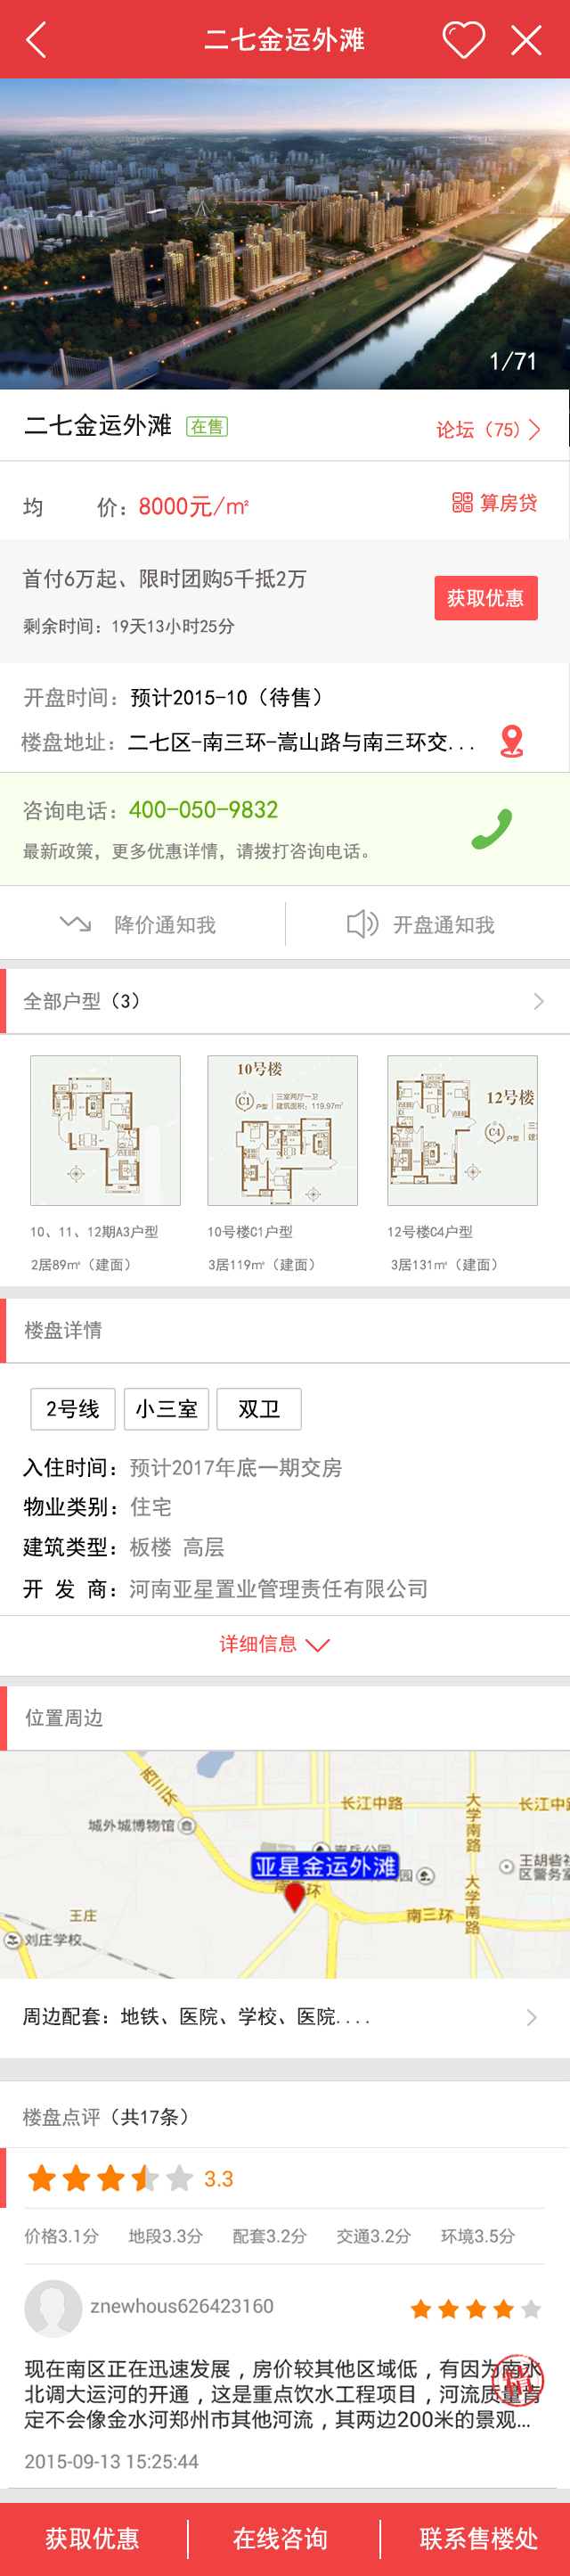 二七金运外滩
1/71
二七金运外滩 在售 论坛（75）
均 价：8000元/㎡ 算房贷
首付6万起、限时团购5千抵2万
获取优惠
剩余时间：19天13小时25分
开盘时间：预计2015-10（待售）
楼盘地址：二七区-南三环-嵩山路与南三环交...
咨询电话：400-050-9832
最新政策，更多优惠详情，请拨打咨询电话。
降价通知我 开盘通知我
全部户型（3）
10号楼
C1 户型 三室两厅一卫
建筑面积：119.97㎡
12号楼
C4 户型
10、11、12期A3户型 10号楼C1户型 12号楼C4户型
2居89㎡（建面） 3居119㎡（建面） 3居131㎡（建面）
楼盘详情
2号线 小三室 双卫
入住时间：预计2017年底一期交房
物业类别：住宅
建筑类型：板楼 高层
开 发 商：河南亚星置业管理责任有限公司
详细信息
位置周边
西三环
长江中路
大学南路
长江中
城外城博物馆
亚星金运外滩
王胡砦社
区警务室
大学南路
南三环
王庄
刘庄学校
周边配套：地铁、医院、学校、医院....
楼盘点评（共17条）
3.3
价格3.1分 地段3.3分 配套3.2分 交通3.2分 环境3.5分
znewhous626423160
现在南区正在迅速发展，房价较其他区域低，有因为南水
北调大运河的开通，这是重点饮水工程项目，河流质量肯
定不会像金水河郑州市其他河流，其两边200米的景观...
精
2015-09-13 15:25:44
获取优惠 在线咨询 联系售楼处